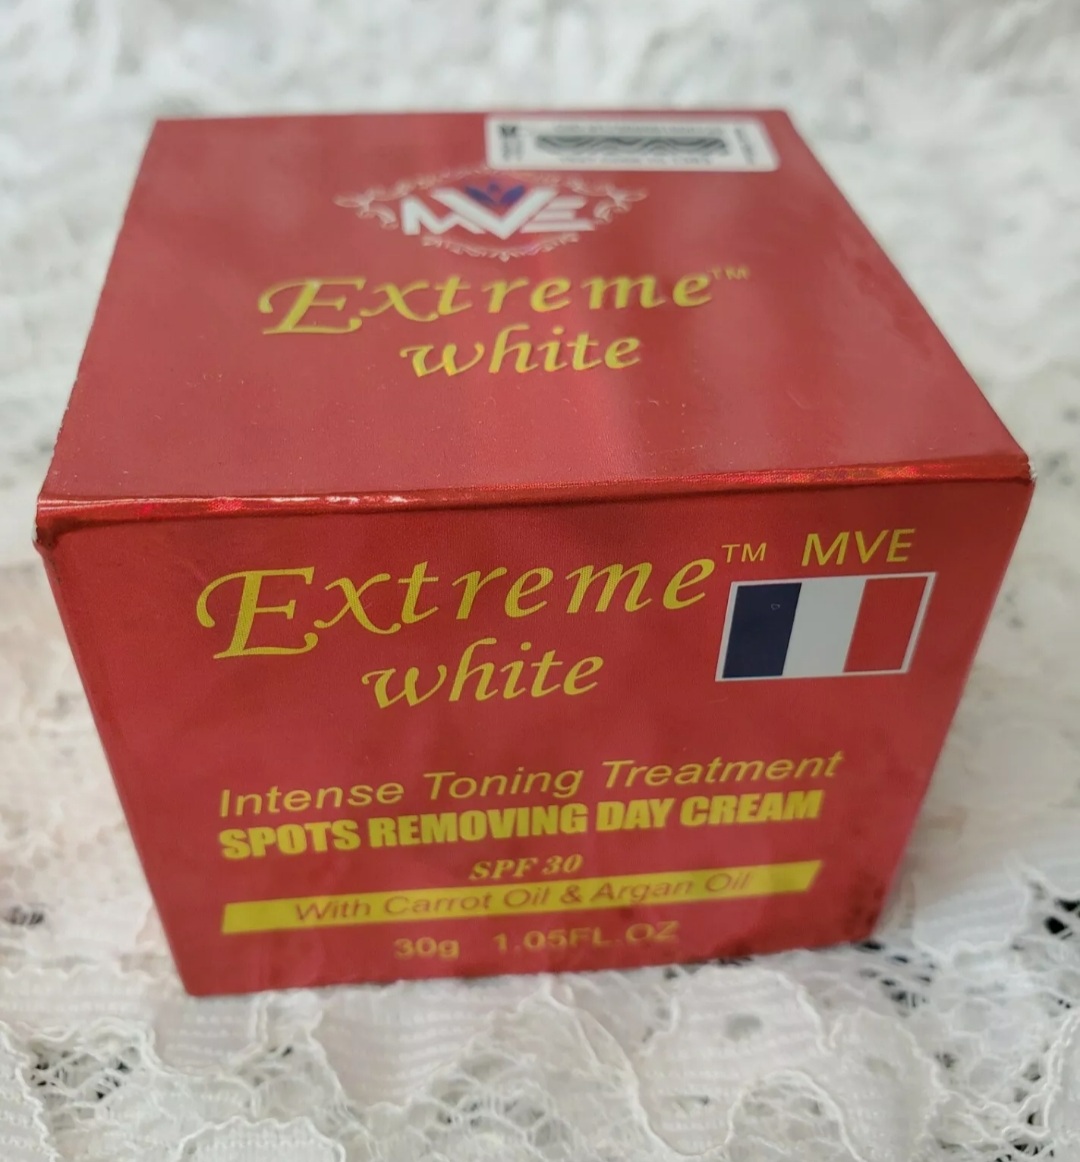 MVE
Extreme™
white
Extreme™ MVE
white
Intense Toning Treatment
SPOTS REMOVING DAY CREAM
SPF 30
With Carrot Oil & Argan Oil
30g 1.05FL.OZ